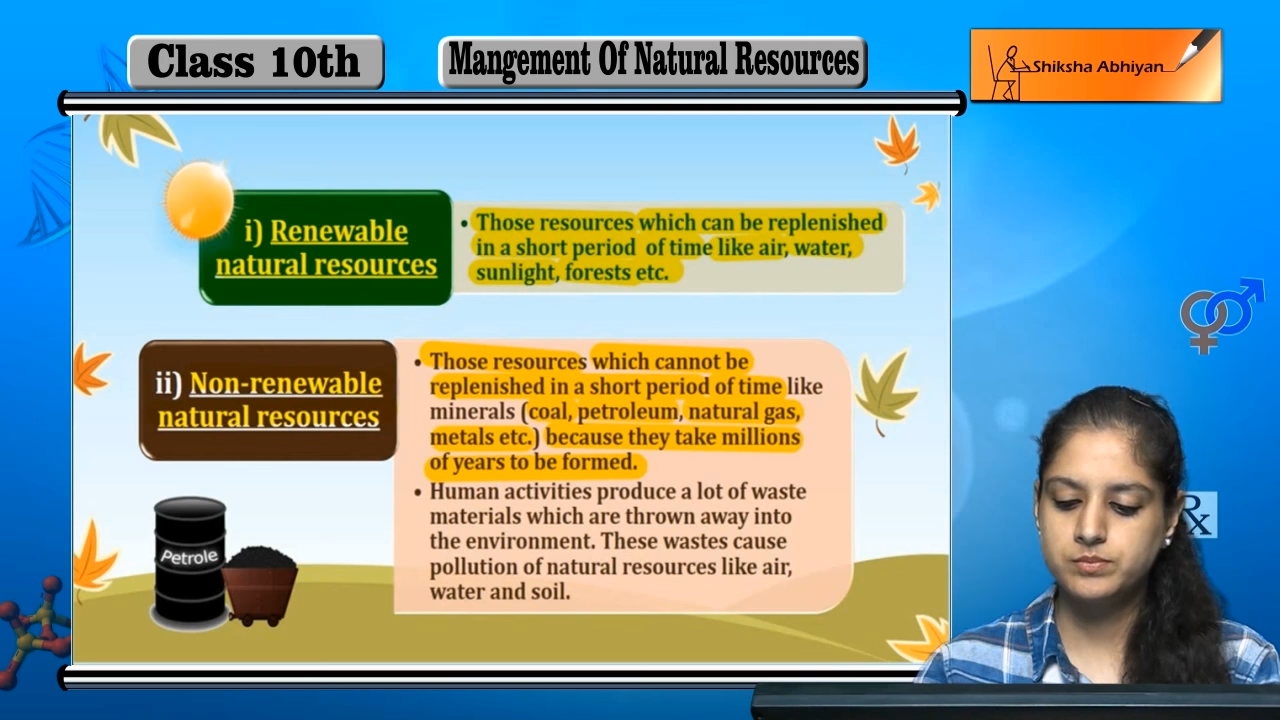 Class 10th
Mangement Of Natural Resources
Shiksha Abhiyan
i) Renewable
natural resources
• Those resources which can be replenished
in a short period of time like air, water,
sunlight, forests etc.
ii) Non-renewable
natural resources
• Those resources which cannot be
replenished in a short period of time like
minerals (coal, petroleum, natural gas,
metals etc.) because they take millions
of years to be formed.
• Human activities produce a lot of waste
materials which are thrown away into
the environment. These wastes cause
pollution of natural resources like air,
water and soil.
Petrole
Rx